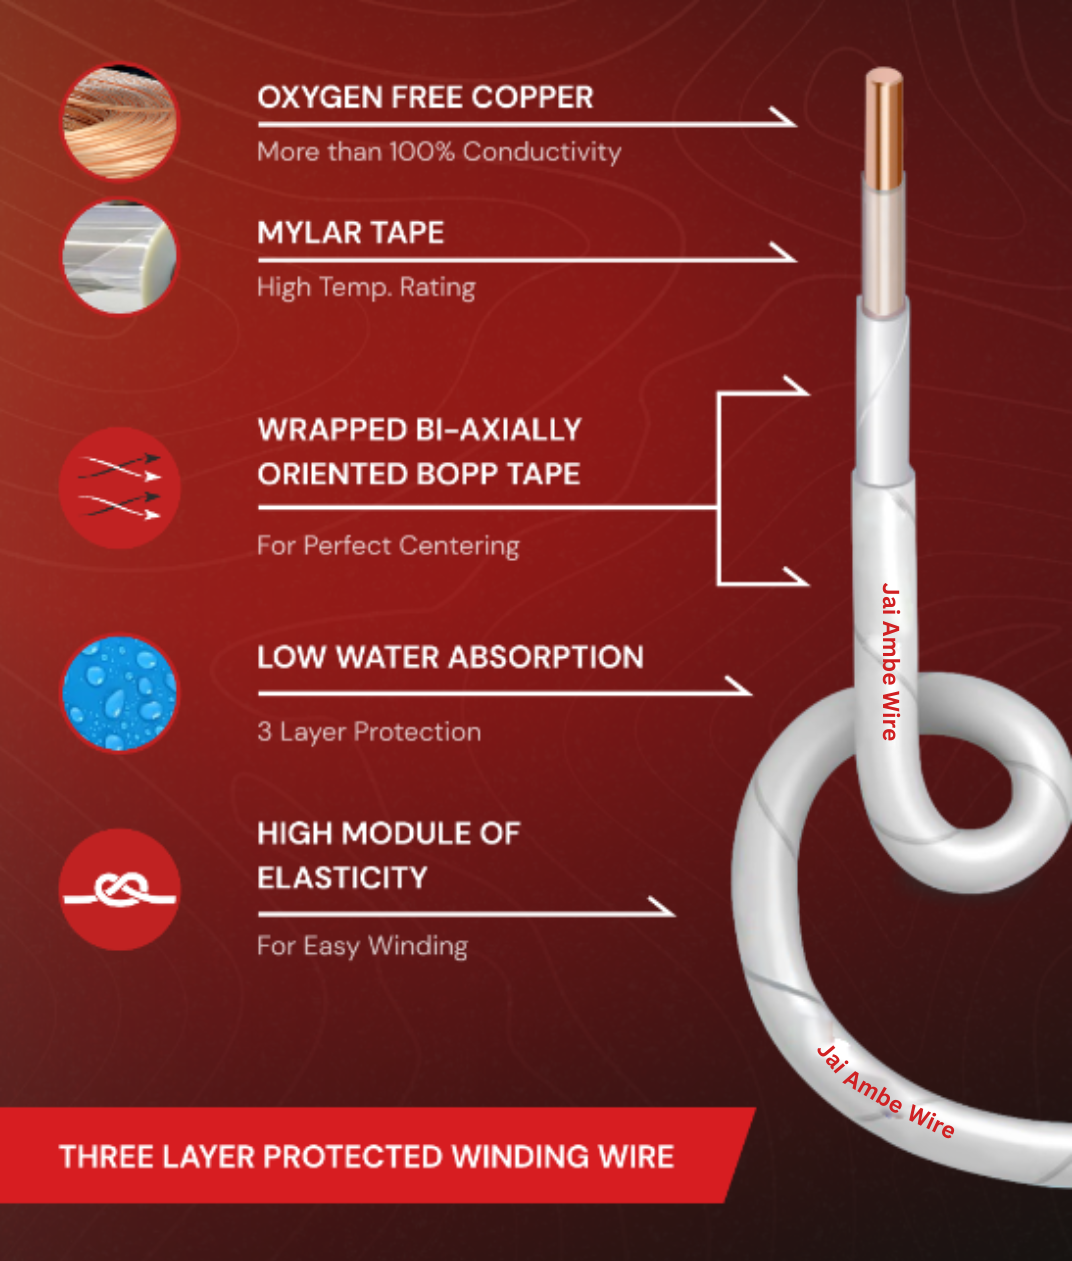 OXYGEN FREE COPPER
More than 100% Conductivity
MYLAR TAPE
High Temp. Rating
WRAPPED BI-AXIALLY
ORIENTED BOPP TAPE
For Perfect Centering
LOW WATER ABSORPTION
3 Layer Protection
HIGH MODULE OF
ELASTICITY
For Easy Winding
THREE LAYER PROTECTED WINDING WIRE
Jai Ambe Wire
Jai Ambe Wire